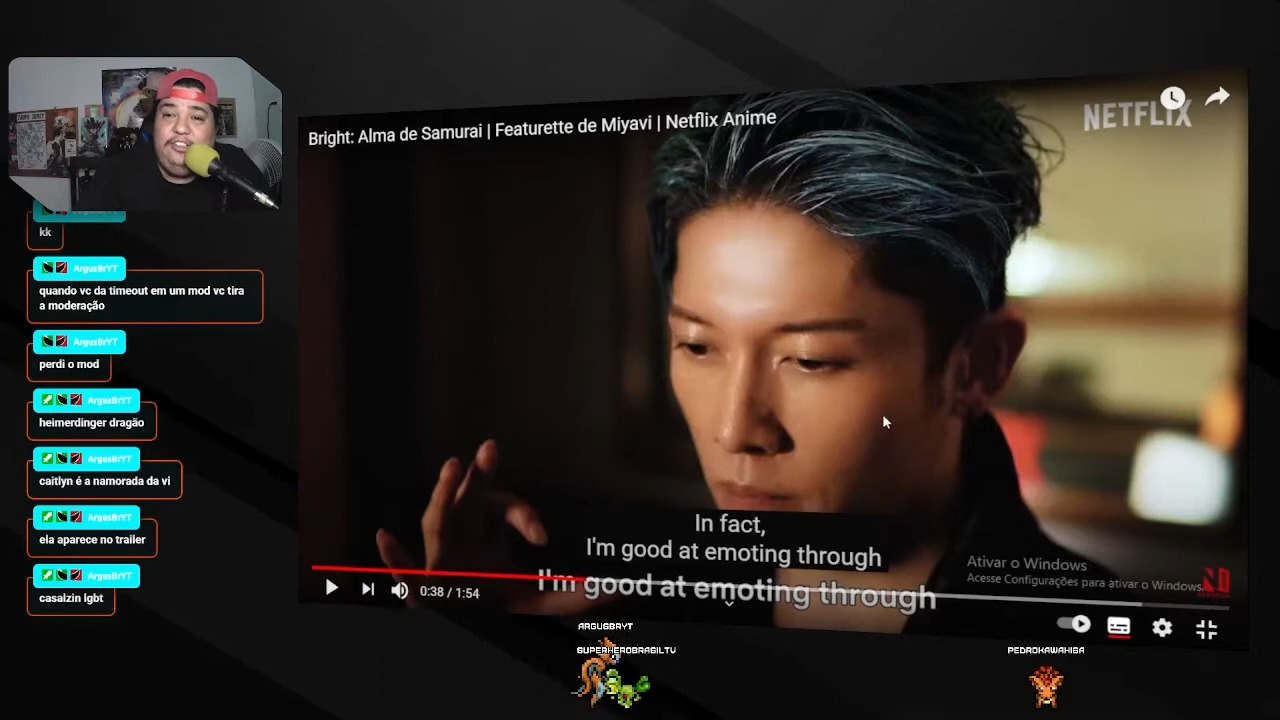 Bright: Alma de Samurai | Featurette de Miyavi | Netflix Anime
NETFLIX
ArgusBrYT
kk
ArgusBrYT
quando vc da timeout em um mod vc tira
a moderação
ArgusBrYT
perdi o mod
ArgusBrYT
heimerdinger dragão
ArgusBrYT
caitlyn é a namorada da vi
ArgusBrYT
ela aparece no trailer
ArgusBrYT
casalzin lgbt
In fact,
I'm good at emoting through
I'm good at emoting through
Ativar o Windows
Acesse Configurações para ativar o Windows.
0:38 / 1:54
ARGUSBRYT
SUPERHEROBRASILTV
PEDROKAWAHISA